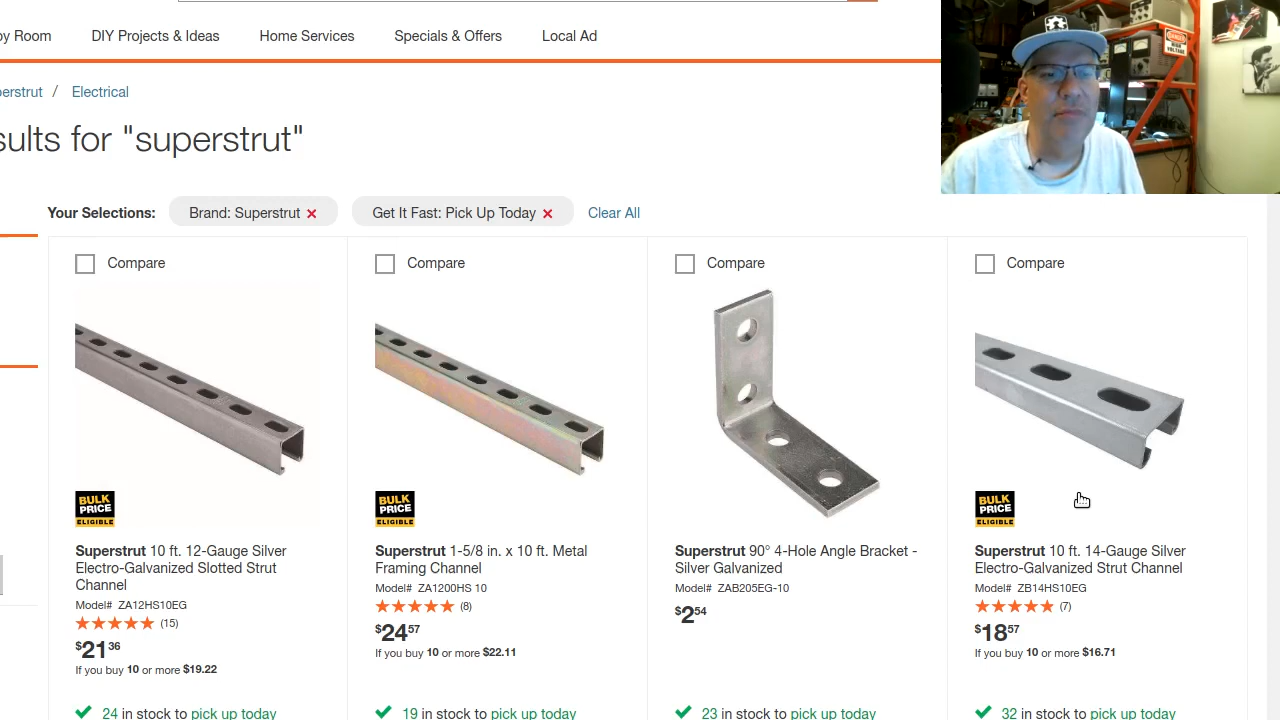 by Room DIY Projects & Ideas Home Services Specials & Offers Local Ad
DANGER
HIGH
VOLTAGE
perstrut / Electrical
sults for "superstrut"
Your Selections: Brand: Superstrut × Get It Fast: Pick Up Today × Clear All
Compare
Compare
Compare
Compare
BULK
PRICE
ELIGIBLE
BULK
PRICE
ELIGIBLE
BULK
PRICE
ELIGIBLE
Superstrut 10 ft. 12-Gauge Silver
Electro-Galvanized Slotted Strut
Channel
Model# ZA12HS10EG
(15)
$21 36
If you buy 10 or more $19.22
24 in stock to pick up today
Superstrut 1-5/8 in. x 10 ft. Metal
Framing Channel
Model# ZA1200HS 10
(8)
$24 57
If you buy 10 or more $22.11
19 in stock to pick up today
Superstrut 90° 4-Hole Angle Bracket -
Silver Galvanized
Model# ZAB205EG-10
$2 54
23 in stock to pick up today
Superstrut 10 ft. 14-Gauge Silver
Electro-Galvanized Strut Channel
Model# ZB14HS10EG
(7)
$18 57
If you buy 10 or more $16.71
32 in stock to pick up today